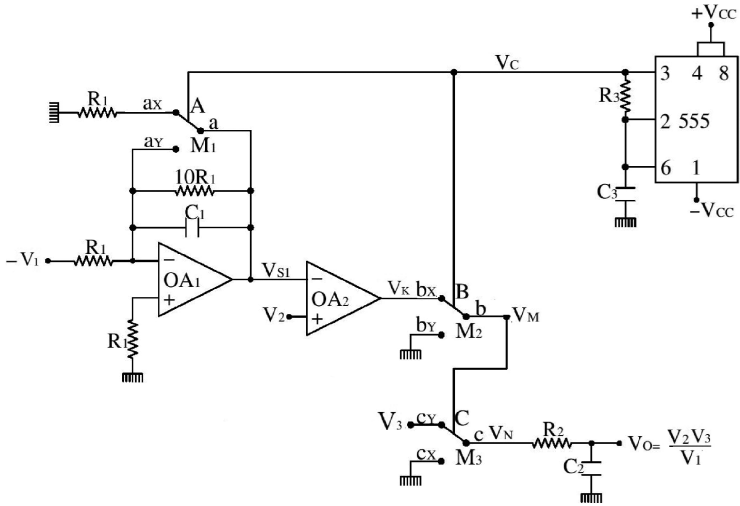 +VCC
VC
3 4 8
R3
2 555
6 1
C3
−VCC
R1
aX
A
a
aY
M1
10R1
C1
−V1
R1
−
OA1
+
R1
VS1
−
OA2
+
V2
VK
bX
B
b
bY
M2
VM
V3
cY
C
c
VN
cX
M3
R2
C2
VO= V2V3
V1